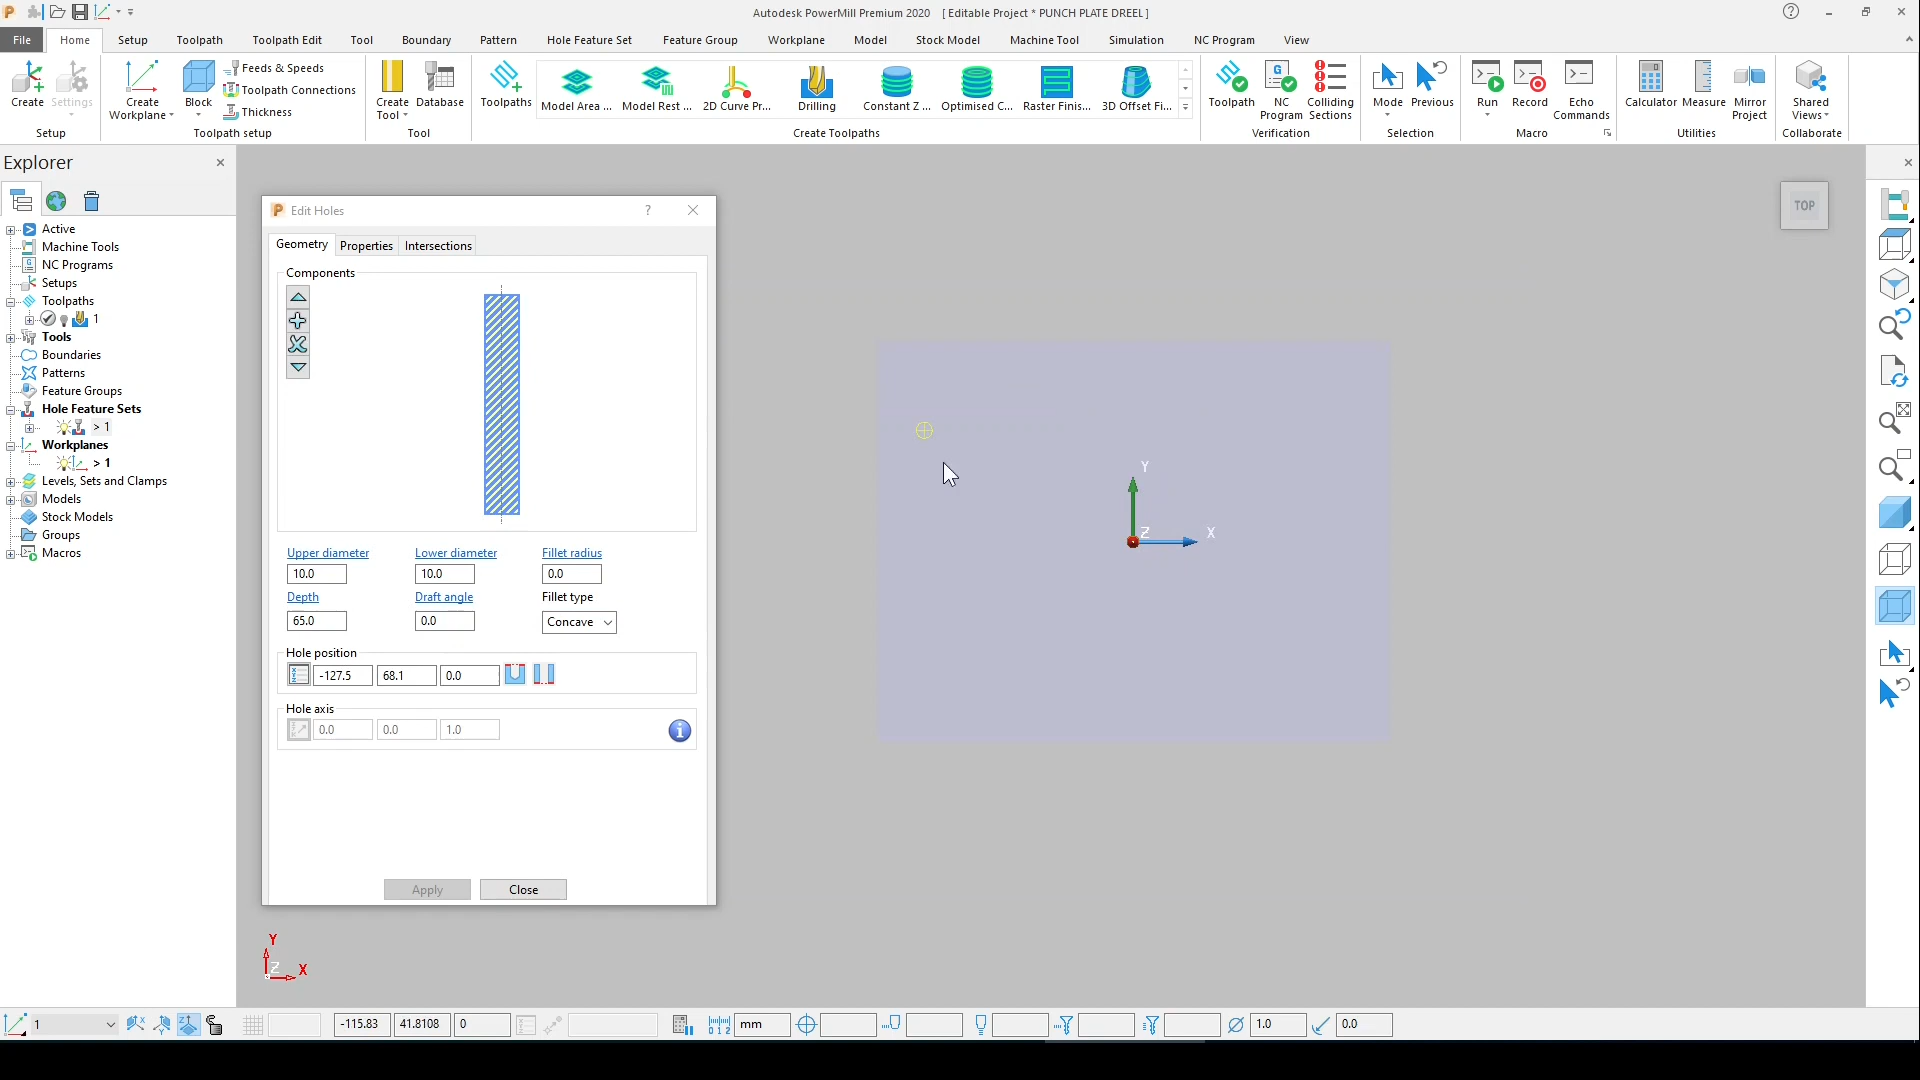 Autodesk PowerMill Premium 2020 [ Editable Project * PUNCH PLATE DREEL ]
File Home Setup Toolpath Toolpath Edit Tool Boundary Pattern Hole Feature Set Feature Group Workplane Model Stock Model Machine Tool Simulation NC Program View
Create
Settings
Setup
Create
Workplane
Block
Feeds & Speeds
Toolpath Connections
Thickness
Toolpath setup
Create
Tool
Database
Tool
Toolpaths
Model Area ...
Model Rest ...
2D Curve Pr...
Drilling
Constant Z ...
Optimised C...
Raster Finis...
3D Offset Fi...
Create Toolpaths
Toolpath
NC
Program
Colliding
Sections
Verification
Mode
Previous
Selection
Run
Record
Echo
Commands
Macro
Calculator
Measure
Mirror
Project
Utilities
Shared
Views
Collaborate
Explorer
Active
Machine Tools
NC Programs
Setups
Toolpaths
1
Tools
Boundaries
Patterns
Feature Groups
Hole Feature Sets
> 1
Workplanes
> 1
Levels, Sets and Clamps
Models
Stock Models
Groups
Macros
Edit Holes
?
Geometry Properties Intersections
Components
Upper diameter Lower diameter Fillet radius
10.0 10.0 0.0
Depth Draft angle Fillet type
65.0 0.0 Concave
Hole position
-127.5 68.1 0.0
Hole axis
0.0 0.0 1.0
Apply Close
TOP
Y
Z X
Y
Z X
1 -115.83 41.8108 0 mm 1.0 0.0